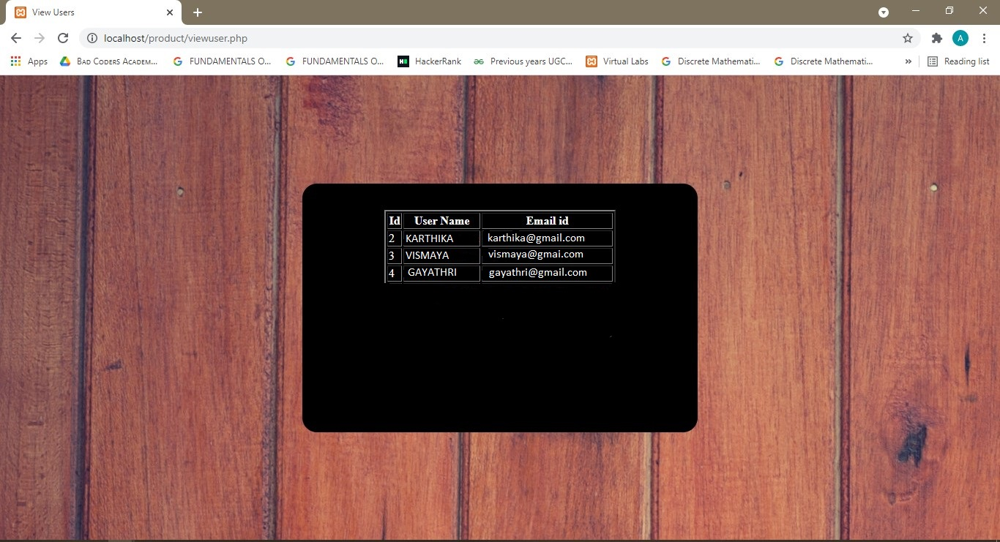 View Users
localhost/product/viewuser.php
Apps BAD CODERS ACADEM... FUNDAMENTALS O... FUNDAMENTALS O... HackerRank Previous years UGC... Virtual Labs Discrete Mathemati... Discrete Mathemati... » Reading list
A
H
Id User Name Email id
2 KARTHIKA karthika@gmail.com
3 VISMAYA vismaya@gmai.com
4 GAYATHRI gayathri@gmail.com